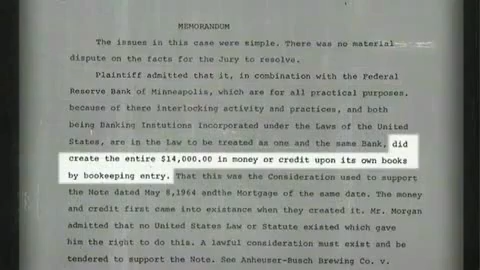 MEMORANDOM
The issues in this case were simple. There was no material
dispute on the facts for the Jury to resolve.
Plaintiff admitted that it, in combination with the Federal
Reserve Bank of Minneapolis, which are for all practical purposes.
because of there interlocking activity and practices, and both
being Banking Instutions Incorporated under the Laws of the United
States, are in the Law to be treated as one and the same Bank, did
create the entire $14,000.00 in money or credit upon its own books
by bookeeping entry. That this was the Consideration used to support
the Note dated May 8,1964 andthe Mortgage of the same date. The money
and credit first came into existance when they created it. Mr. Morgan
admitted that no United States Law or Statute existed which gave
him the right to do this. A lawful consideration must exist and be
tendered to support the Note. See Anheuser-Busch Brewing Co. v.